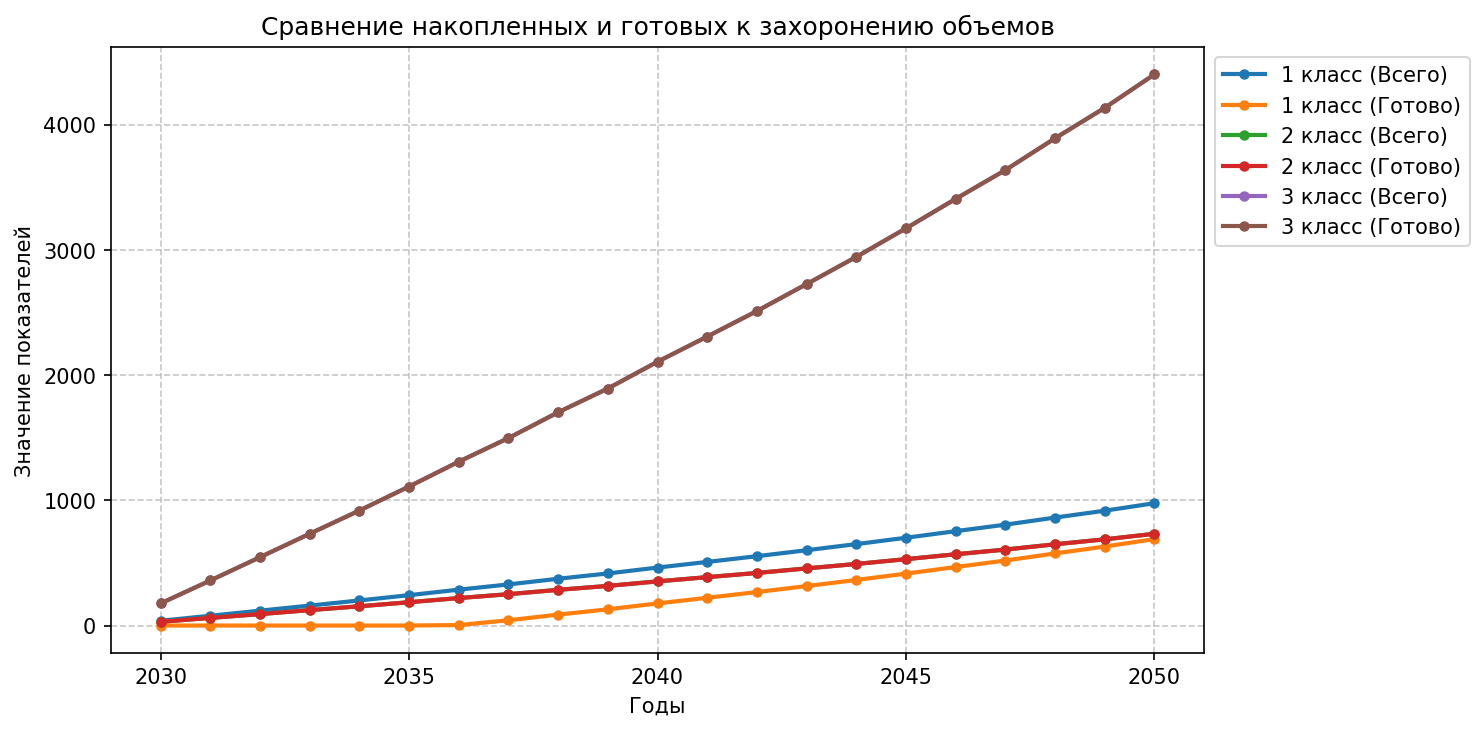 Сравнение накопленных и готовых к захоронению объемов
1 класс (Всего)
1 класс (Готово)
2 класс (Всего)
2 класс (Готово)
3 класс (Всего)
3 класс (Готово)
Значение показателей
4000
3000
2000
1000
0
2030
2035
2040
2045
2050
Годы